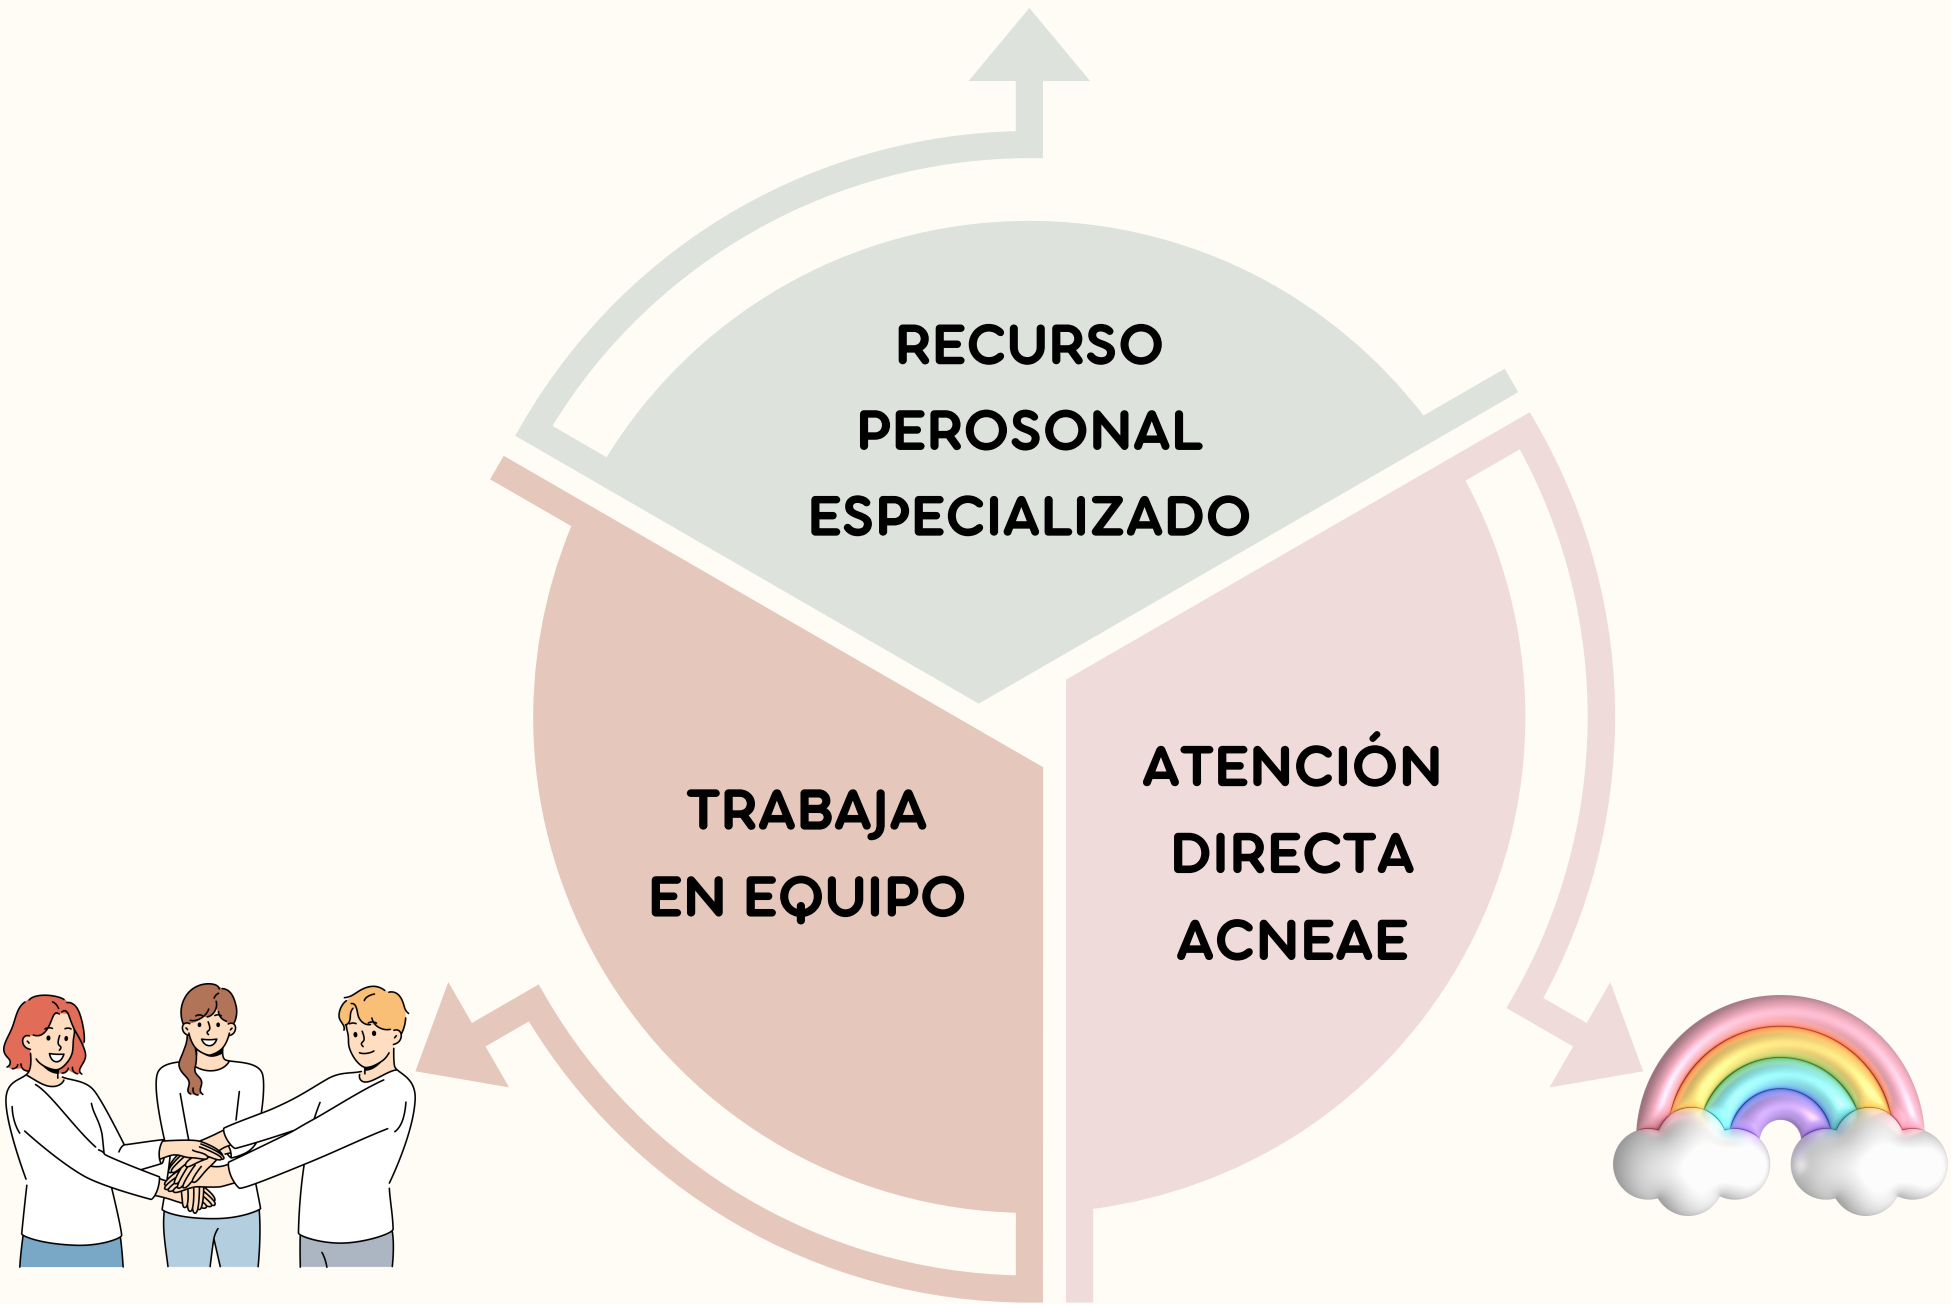 RECURSO
PEROSONAL
ESPECIALIZADO
TRABAJA
EN EQUIPO
ATENCIÓN
DIRECTA
ACNEAE